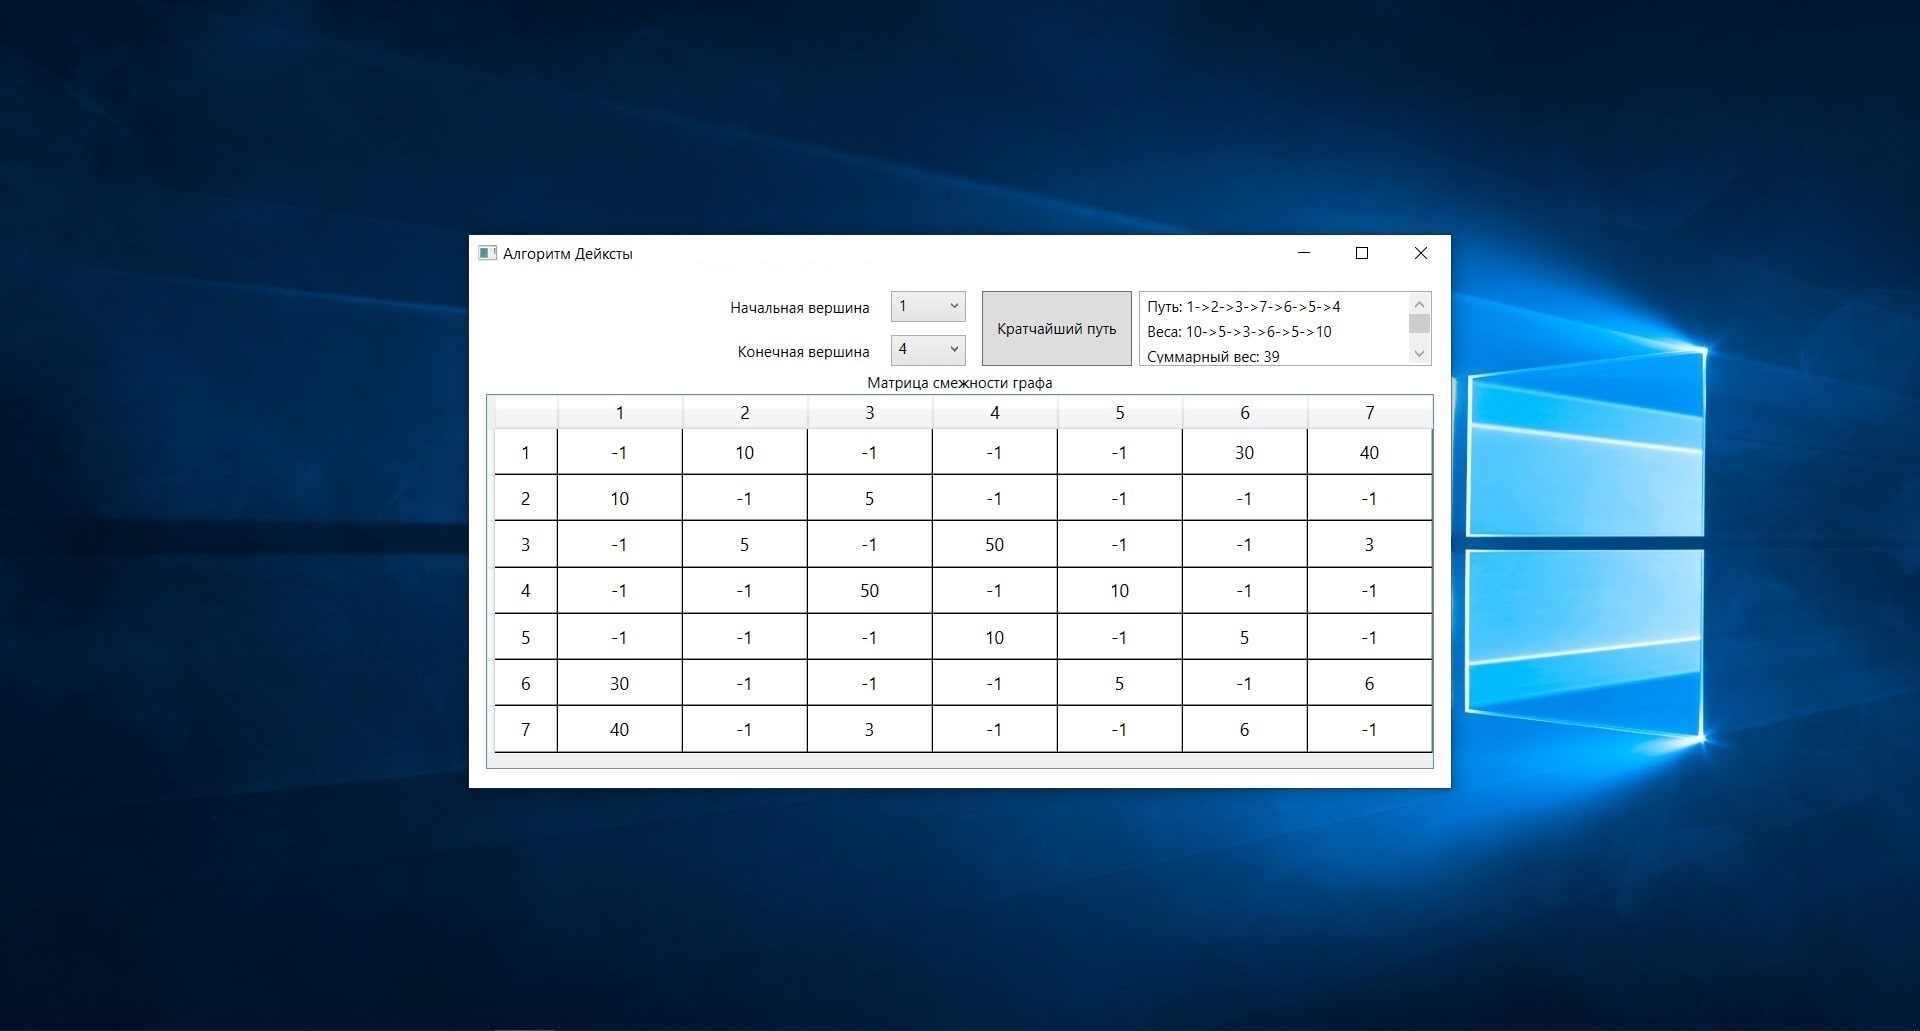 Алгоритм Дейксты
Начальная вершина 1
Конечная вершина 4
Кратчайший путь
Путь: 1->2->3->7->6->5->4
Веса: 10->5->3->6->5->10
Суммарный вес: 39
Матрица смежности графа
1 2 3 4 5 6 7
1 -1 10 -1 -1 -1 30 40
2 10 -1 5 -1 -1 -1 -1
3 -1 5 -1 50 -1 -1 3
4 -1 -1 50 -1 10 -1 -1
5 -1 -1 -1 10 -1 5 -1
6 30 -1 -1 -1 5 -1 6
7 40 -1 3 -1 -1 6 -1